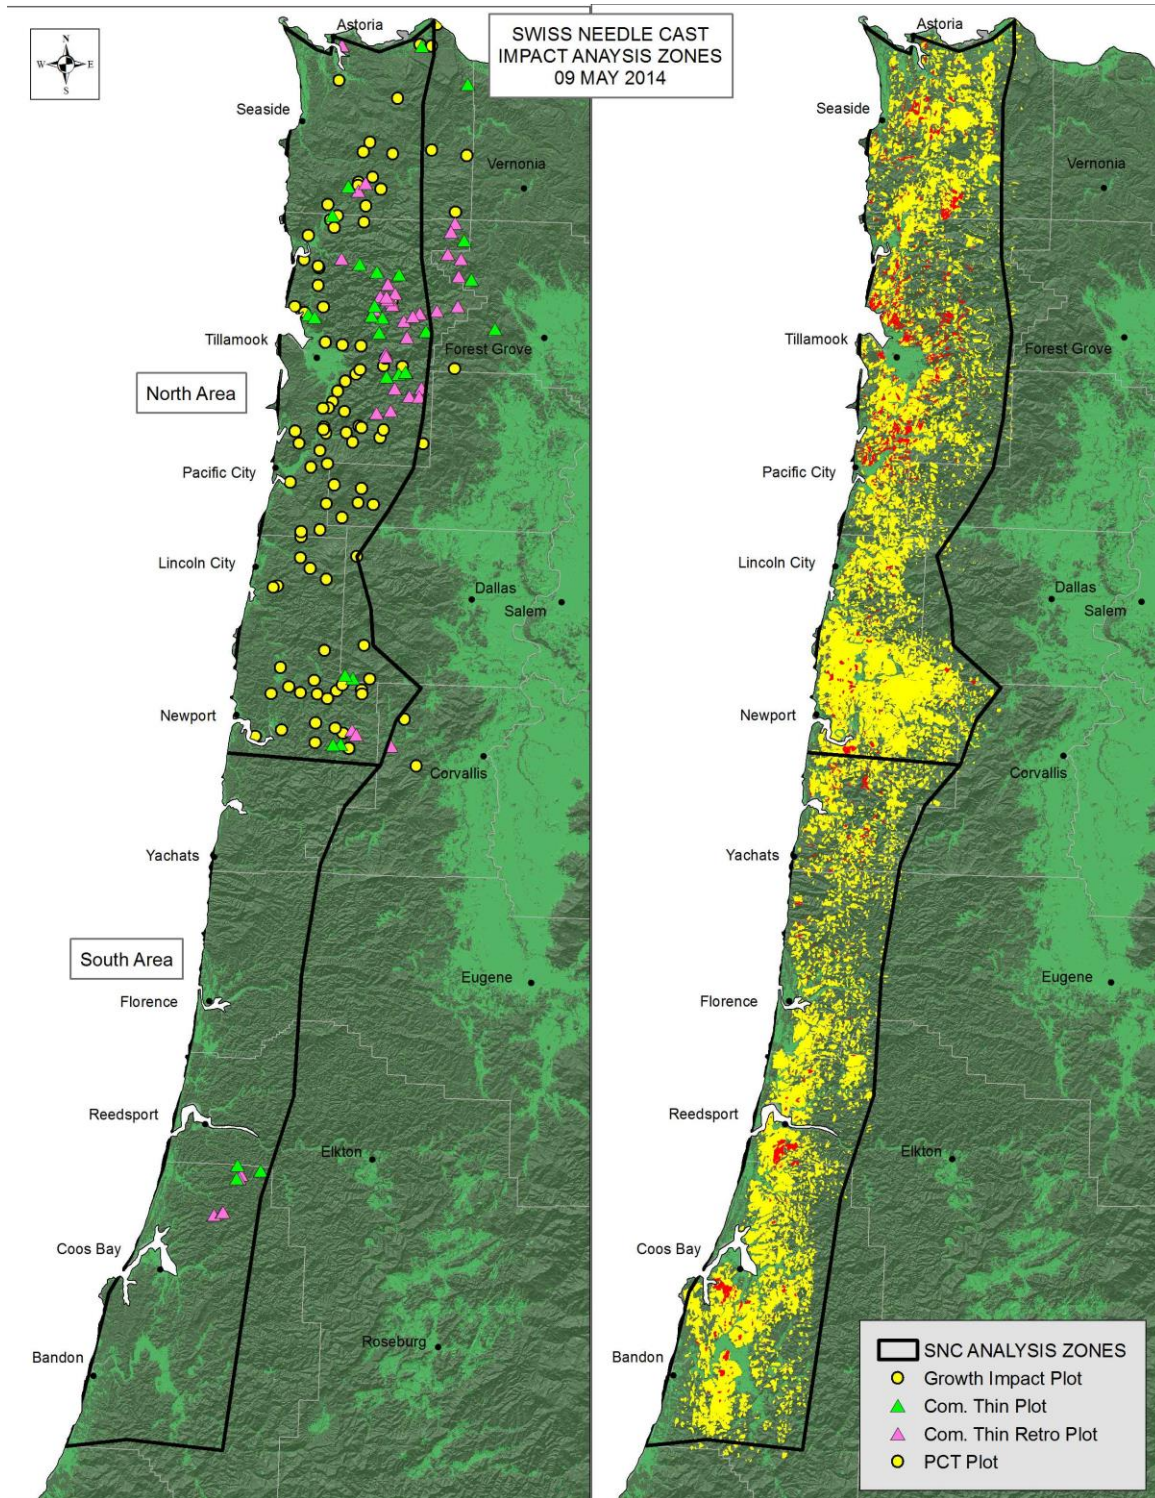 SWISS NEEDLE CAST
IMPACT ANAYSIS ZONES
09 MAY 2014
N
W E
S
Astoria
Seaside
Vernonia
Tillamook
Forest Grove
North Area
Pacific City
Lincoln City
Dallas
Salem
Newport
Corvallis
Yachats
South Area
Eugene
Florence
Reedsport
Elkton
Coos Bay
Roseburg
Bandon
Astoria
Seaside
Vernonia
Tillamook
Forest Grove
Pacific City
Lincoln City
Dallas
Salem
Newport
Corvallis
Yachats
Eugene
Florence
Reedsport
Elkton
Coos Bay
Bandon
SNC ANALYSIS ZONES
Growth Impact Plot
Com. Thin Plot
Com. Thin Retro Plot
PCT Plot